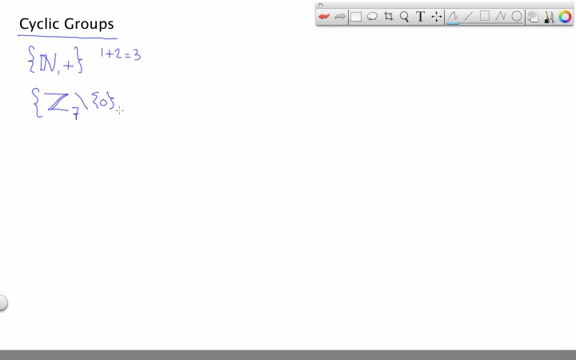 Cyclic Groups
{ℕ, +} 1+2=3
{ℤ₇\{0}
T